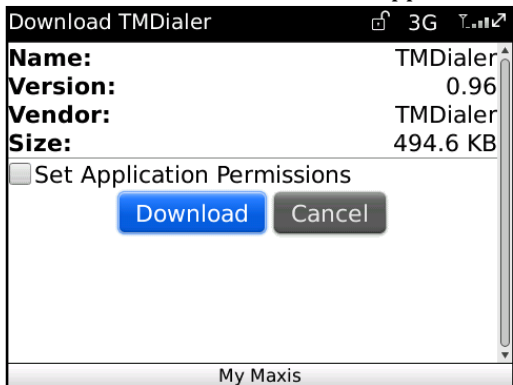 Download TMDialer 3G
Name: TMDialer
Version: 0.96
Vendor: TMDialer
Size: 494.6 KB
Set Application Permissions
Download Cancel
My Maxis